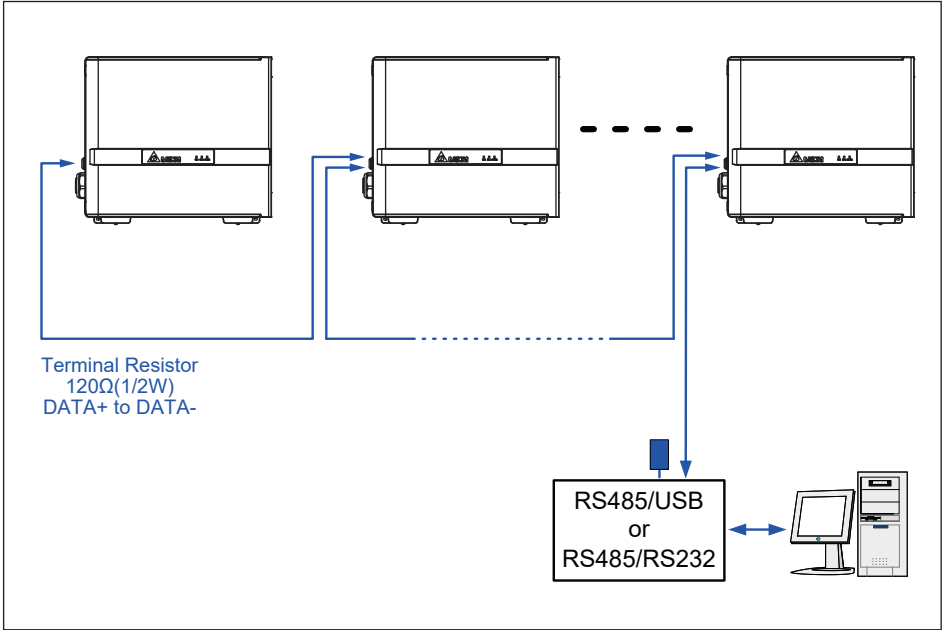 Terminal Resistor
120Ω(1/2W)
DATA+ to DATA-
RS485/USB
or
RS485/RS232